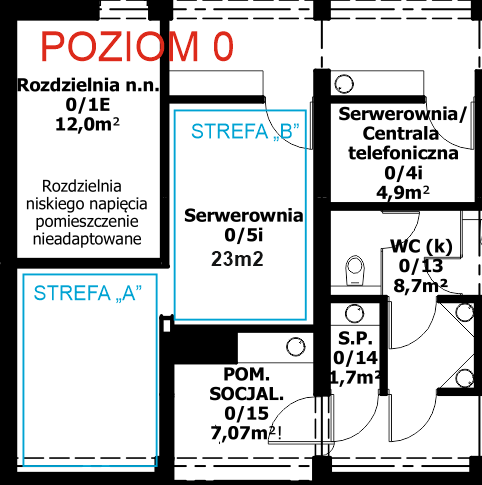 POZIOM 0
Rozdzielnia n.n.
0/1E
12,0m²
Rozdzielnia
niskiego napięcia
pomieszczenie
nieadaptowane
STREFA „B”
Serwerownia
0/5i
23m2
Serwerownia/
Centrala
telefoniczna
0/4i
4,9m²
WC (k)
0/13
8,7m²
STREFA „A”
S.P.
0/14
1,7m²
POM.
SOCJAL.
0/15
7,07m²!